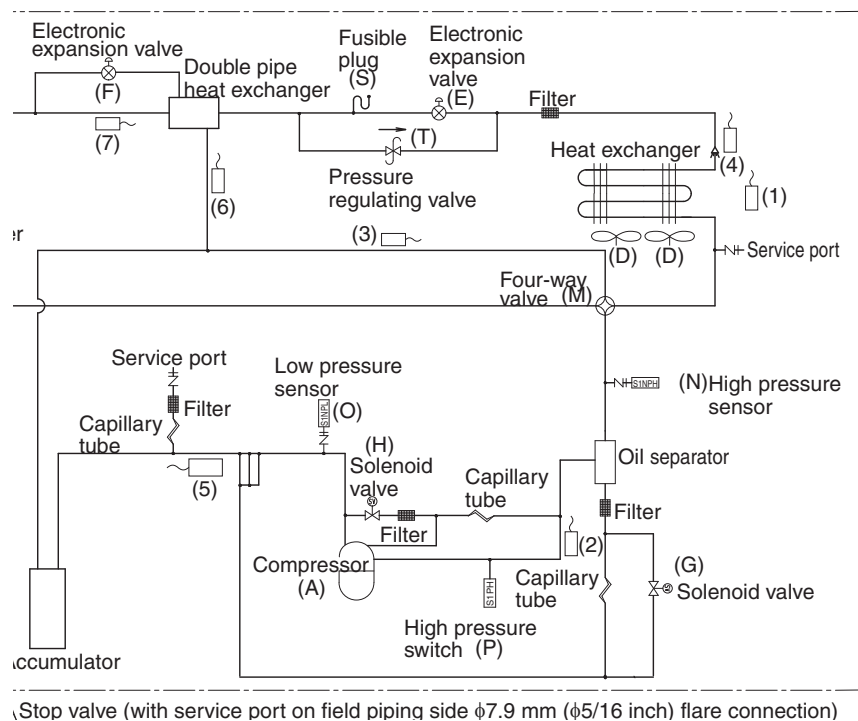 Electronic
expansion valve
(F)
Double pipe
heat exchanger
Fusible
plug
(S)
Electronic
expansion
valve
(E)
Filter
(7)
(T)
Pressure
regulating valve
Heat exchanger
(4)
(1)
(6)
(3)
(D)
(D)
Service port
er
Four-way
valve (M)
Service port
Filter
Capillary
tube
Low pressure
sensor
S1NPL
(O)
S1NPH
(N) High pressure
sensor
(H)
Solenoid
valve
SV
Capillary
tube
Oil separator
(5)
Filter
Filter
Compressor
(A)
(2)
S1PH
Capillary
tube
(G)
Solenoid valve
High pressure
switch (P)
Accumulator
Stop valve (with service port on field piping side ϕ7.9 mm (ϕ5/16 inch) flare connection)